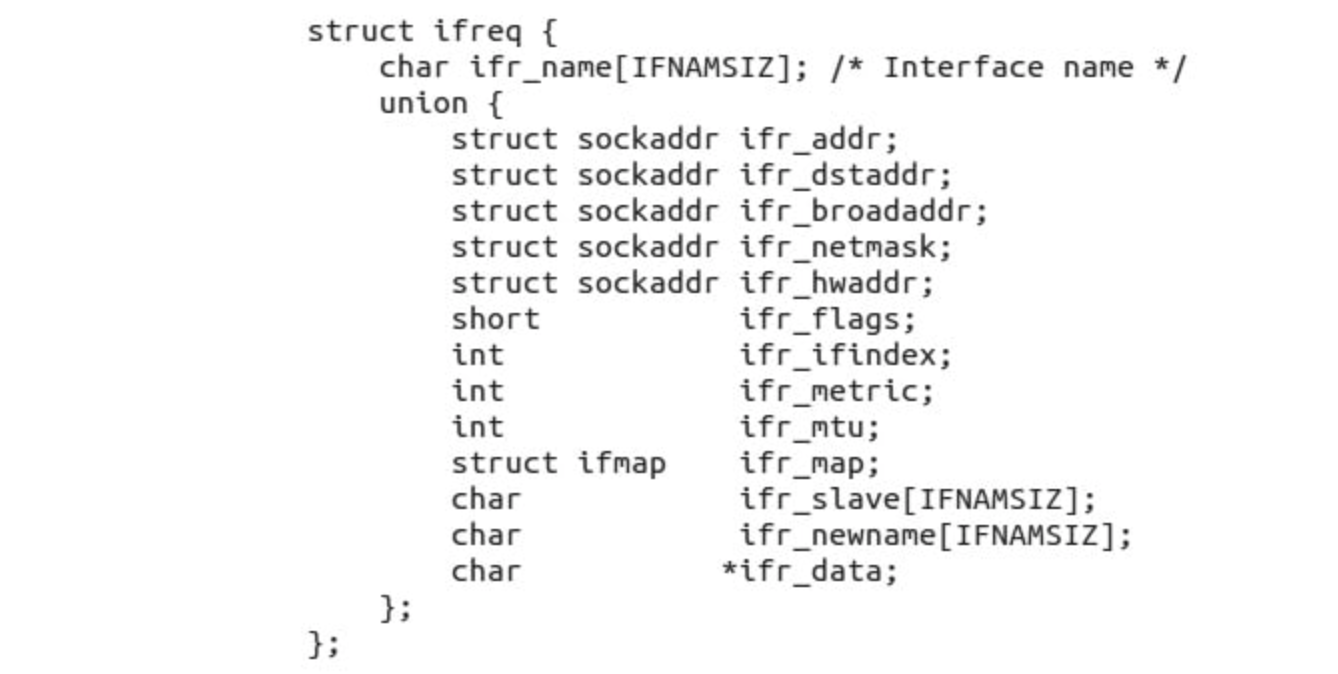 struct ifreq {
    char ifr_name[IFNAMSIZ]; /* Interface name */
    union {
        struct sockaddr ifr_addr;
        struct sockaddr ifr_dstaddr;
        struct sockaddr ifr_broadaddr;
        struct sockaddr ifr_netmask;
        struct sockaddr ifr_hwaddr;
        short           ifr_flags;
        int             ifr_ifindex;
        int             ifr_metric;
        int             ifr_mtu;
        struct ifmap    ifr_map;
        char            ifr_slave[IFNAMSIZ];
        char            ifr_newname[IFNAMSIZ];
        char           *ifr_data;
    };
};